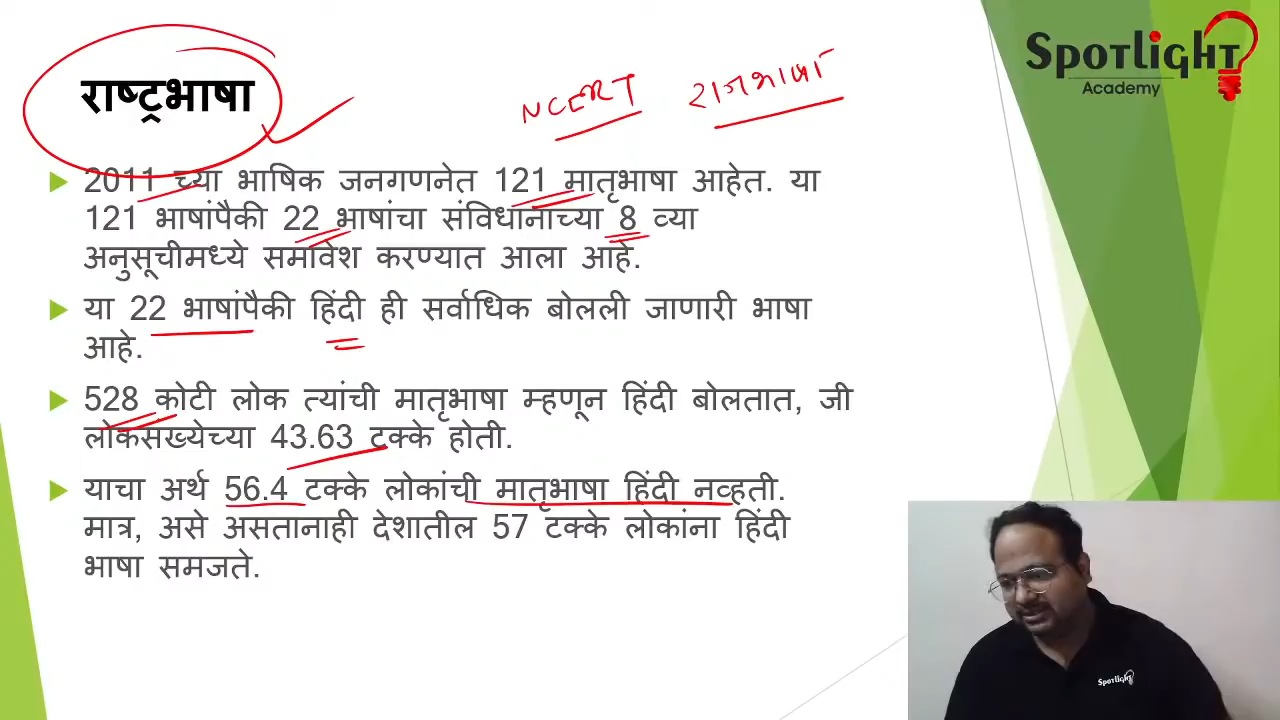 SPOTLIGHT
Academy
राष्ट्रभाषा
NCERT राजभाषा
2011 च्या भाषिक जनगणनेत 121 मातृभाषा आहेत. या
121 भाषांपैकी 22 भाषांचा संविधानाच्या 8 व्या
अनुसूचीमध्ये समावेश करण्यात आला आहे.
या 22 भाषांपैकी हिंदी ही सर्वाधिक बोलली जाणारी भाषा
आहे.
528 कोटी लोक त्यांची मातृभाषा म्हणून हिंदी बोलतात, जी
लोकसंख्येच्या 43.63 टक्के होती.
याचा अर्थ 56.4 टक्के लोकांची मातृभाषा हिंदी नव्हती.
मात्र, असे असतानाही देशातील 57 टक्के लोकांना हिंदी
भाषा समजते.
SPOTLIGHT